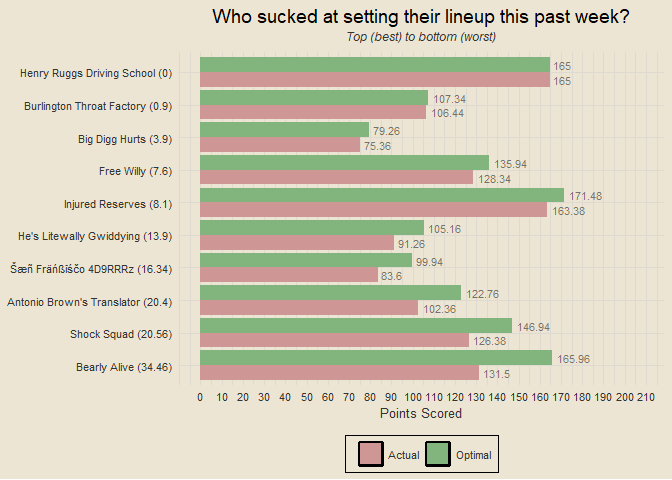 Who sucked at setting their lineup this past week?
Top (best) to bottom (worst)
Henry Ruggs Driving School (0)
165
165
Burlington Throat Factory (0.9)
107.34
106.44
Big Digg Hurts (3.9)
79.26
75.36
Free Willy (7.6)
135.94
128.34
Injured Reserves (8.1)
171.48
163.38
He's Litewally Gwiddying (13.9)
105.16
91.26
Šæñ Fräńßiščo 4D9RRRz (16.34)
99.94
83.6
Antonio Brown's Translator (20.4)
122.76
102.36
Shock Squad (20.56)
146.94
126.38
Bearly Alive (34.46)
165.96
131.5
0 10 20 30 40 50 60 70 80 90 100 110 120 130 140 150 160 170 180 190 200 210
Points Scored
Actual Optimal